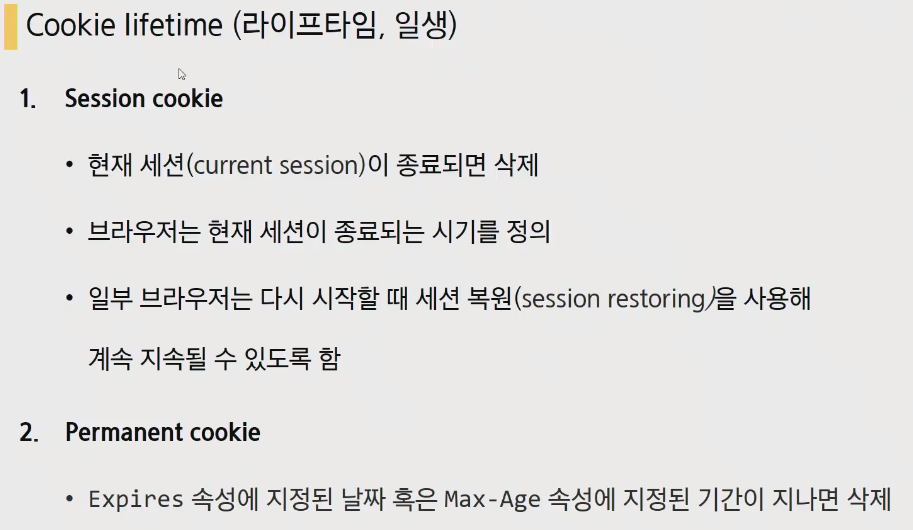 Cookie lifetime (라이프타임, 일생)
1. Session cookie
• 현재 세션(current session)이 종료되면 삭제
• 브라우저는 현재 세션이 종료되는 시기를 정의
• 일부 브라우저는 다시 시작할 때 세션 복원(session restoring)을 사용해
계속 지속될 수 있도록 함
2. Permanent cookie
• Expires 속성에 지정된 날짜 혹은 Max-Age 속성에 지정된 기간이 지나면 삭제